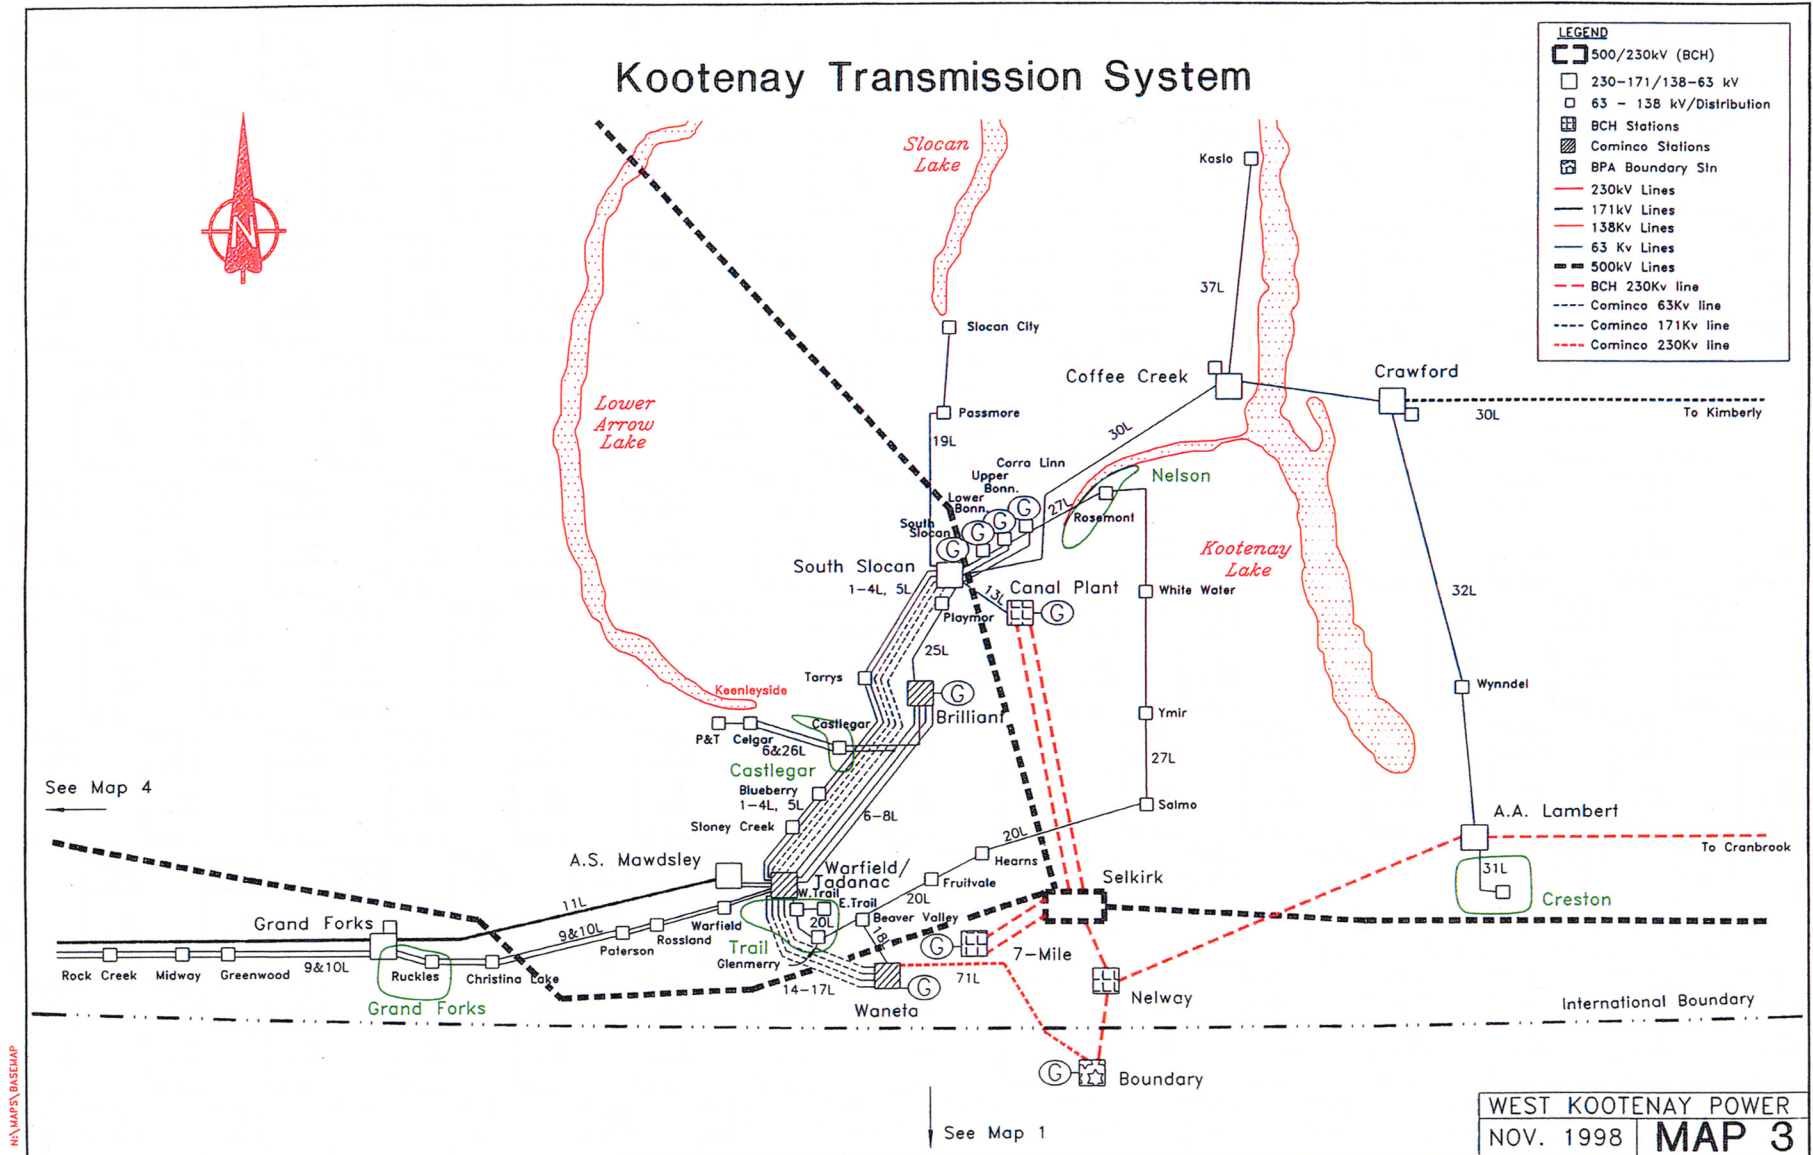 Kootenay Transmission System
LEGEND
500/230kV (BCH)
230-171/138-63 kV
63 - 138 kV/Distribution
BCH Stations
Cominco Stations
BPA Boundary Stn
230kV Lines
171kV Lines
138Kv Lines
63 Kv Lines
500kV Lines
BCH 230Kv line
Cominco 63Kv line
Cominco 171Kv line
Cominco 230Kv line
N
Slocan
Lake
Kaslo
37L
Slocan City
Coffee Creek
Crawford
30L
To Kimberly
Lower
Arrow
Lake
Passmore
19L
30L
Corra Linn
Upper
Bonn.
Lower
Bonn.
South
Slocan
G
G
G
G
27L
Nelson
Rosemont
Kootenay
Lake
South Slocan
1-4L, 5L
13L
Canal Plant
G
Playmor
White Water
32L
25L
Tarrys
Keenleyside
G
Brilliant
Wynndel
Ymir
P&T
Celgar
6&26L
Castlegar
Castlegar
27L
See Map 4
Blueberry
1-4L, 5L
6-8L
Stoney Creek
Salmo
20L
A.A. Lambert
To Cranbrook
A.S. Mawdsley
Warfield/
Tadanac
Hearns
31L
Creston
W.Trail
E.Trail
20L
Fruitvale
20L
Selkirk
11L
Grand Forks
9&10L
Paterson
Rossland
Warfield
Trail
Glenmerry
Beaver Valley
18L
G
7-Mile
Rock Creek
Midway
Greenwood
9&10L
Ruckles
Christina Lake
Grand Forks
14-17L
Waneta
G
71L
Nelway
International Boundary
G
Boundary
See Map 1
N:\MAPS\BASEMAP
WEST KOOTENAY POWER
NOV. 1998
MAP 3